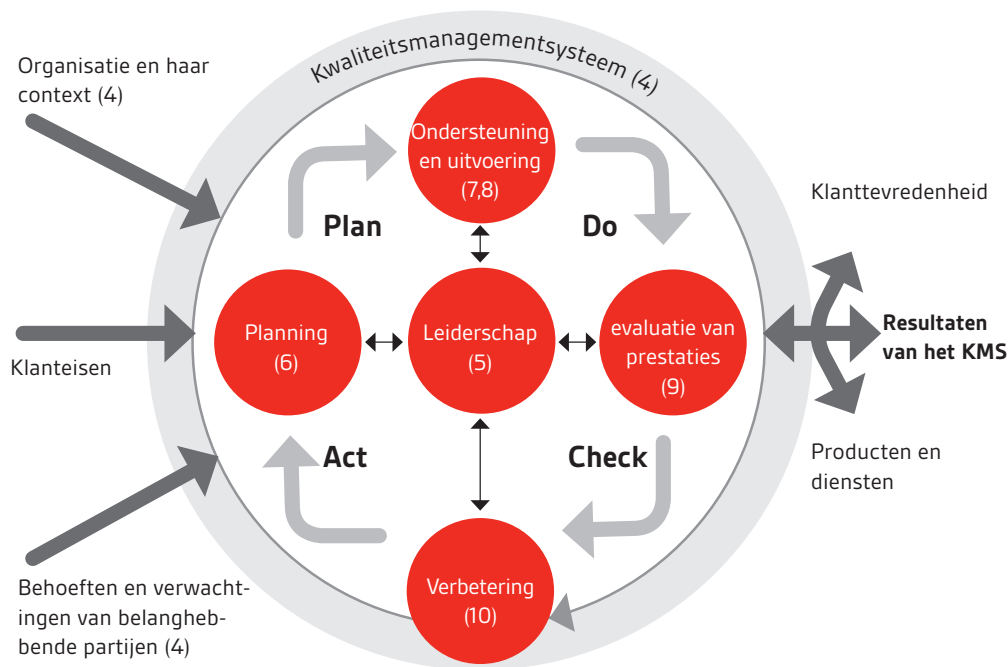 Kwaliteitsmanagementsysteem (4)
Organisatie en haar
context (4)
Ondersteuning
en uitvoering
(7,8)
Klanttevredenheid
Plan
Do
Planning
(6)
Leiderschap
(5)
evaluatie van
prestaties
(9)
Resultaten
van het KMS
Klanteisen
Act
Check
Producten en
diensten
Verbetering
(10)
Behoeften en verwacht-
ingen van belangheb-
bende partijen (4)